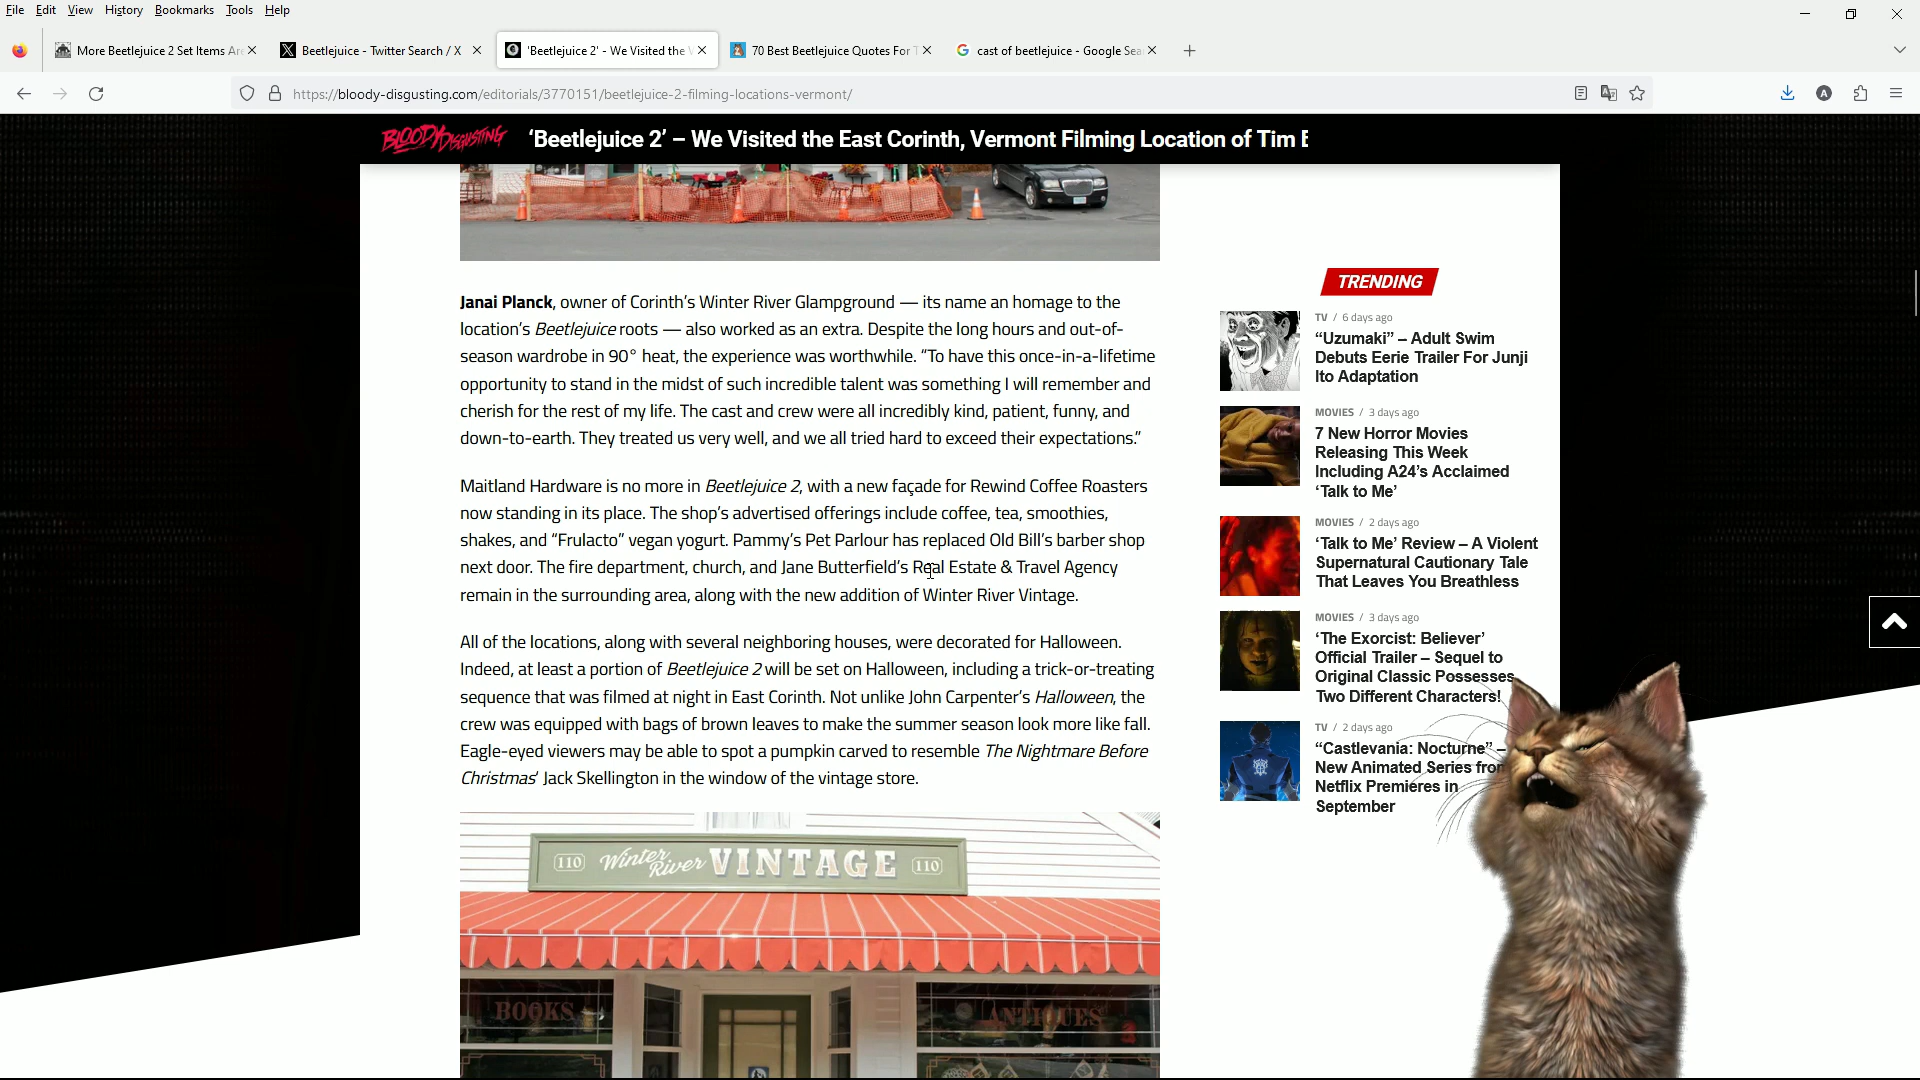 File Edit View History Bookmarks Tools Help
More Beetlejuice 2 Set Items Ar
Beetlejuice - Twitter Search / X
'Beetlejuice 2' - We Visited the
70 Best Beetlejuice Quotes For
cast of beetlejuice - Google Sea
https://bloody-disgusting.com/editorials/3770151/beetlejuice-2-filming-locations-vermont/
A
BLOODY DISGUSTING
‘Beetlejuice 2’ – We Visited the East Corinth, Vermont Filming Location of Tim
Janai Planck, owner of Corinth’s Winter River Glampground — its name an homage to the
location’s Beetlejuice roots — also worked as an extra. Despite the long hours and out-of-
season wardrobe in 90° heat, the experience was worthwhile. “To have this once-in-a-lifetime
opportunity to stand in the midst of such incredible talent was something I will remember and
cherish for the rest of my life. The cast and crew were all incredibly kind, patient, funny, and
down-to-earth. They treated us very well, and we all tried hard to exceed their expectations.”
Maitland Hardware is no more in Beetlejuice 2, with a new façade for Rewind Coffee Roasters
now standing in its place. The shop’s advertised offerings include coffee, tea, smoothies,
shakes, and “Frulacto” vegan yogurt. Pammy’s Pet Parlour has replaced Old Bill’s barber shop
next door. The fire department, church, and Jane Butterfield’s Real Estate & Travel Agency
remain in the surrounding area, along with the new addition of Winter River Vintage.
All of the locations, along with several neighboring houses, were decorated for Halloween.
Indeed, at least a portion of Beetlejuice 2 will be set on Halloween, including a trick-or-treating
sequence that was filmed at night in East Corinth. Not unlike John Carpenter’s Halloween, the
crew was equipped with bags of brown leaves to make the summer season look more like fall.
Eagle-eyed viewers may be able to spot a pumpkin carved to resemble The Nightmare Before
Christmas’ Jack Skellington in the window of the vintage store.
110 Winter River VINTAGE 110
BOOKS
ANTIQUES
TRENDING
TV / 6 days ago
“Uzumaki” – Adult Swim
Debuts Eerie Trailer For Junji
Ito Adaptation
MOVIES / 3 days ago
7 New Horror Movies
Releasing This Week
Including A24’s Acclaimed
‘Talk to Me’
MOVIES / 2 days ago
‘Talk to Me’ Review – A Violent
Supernatural Cautionary Tale
That Leaves You Breathless
MOVIES / 3 days ago
‘The Exorcist: Believer’
Official Trailer – Sequel to
Original Classic Possesses
Two Different Characters!
TV / 2 days ago
“Castlevania: Nocturne” –
New Animated Series from
Netflix Premieres in
September